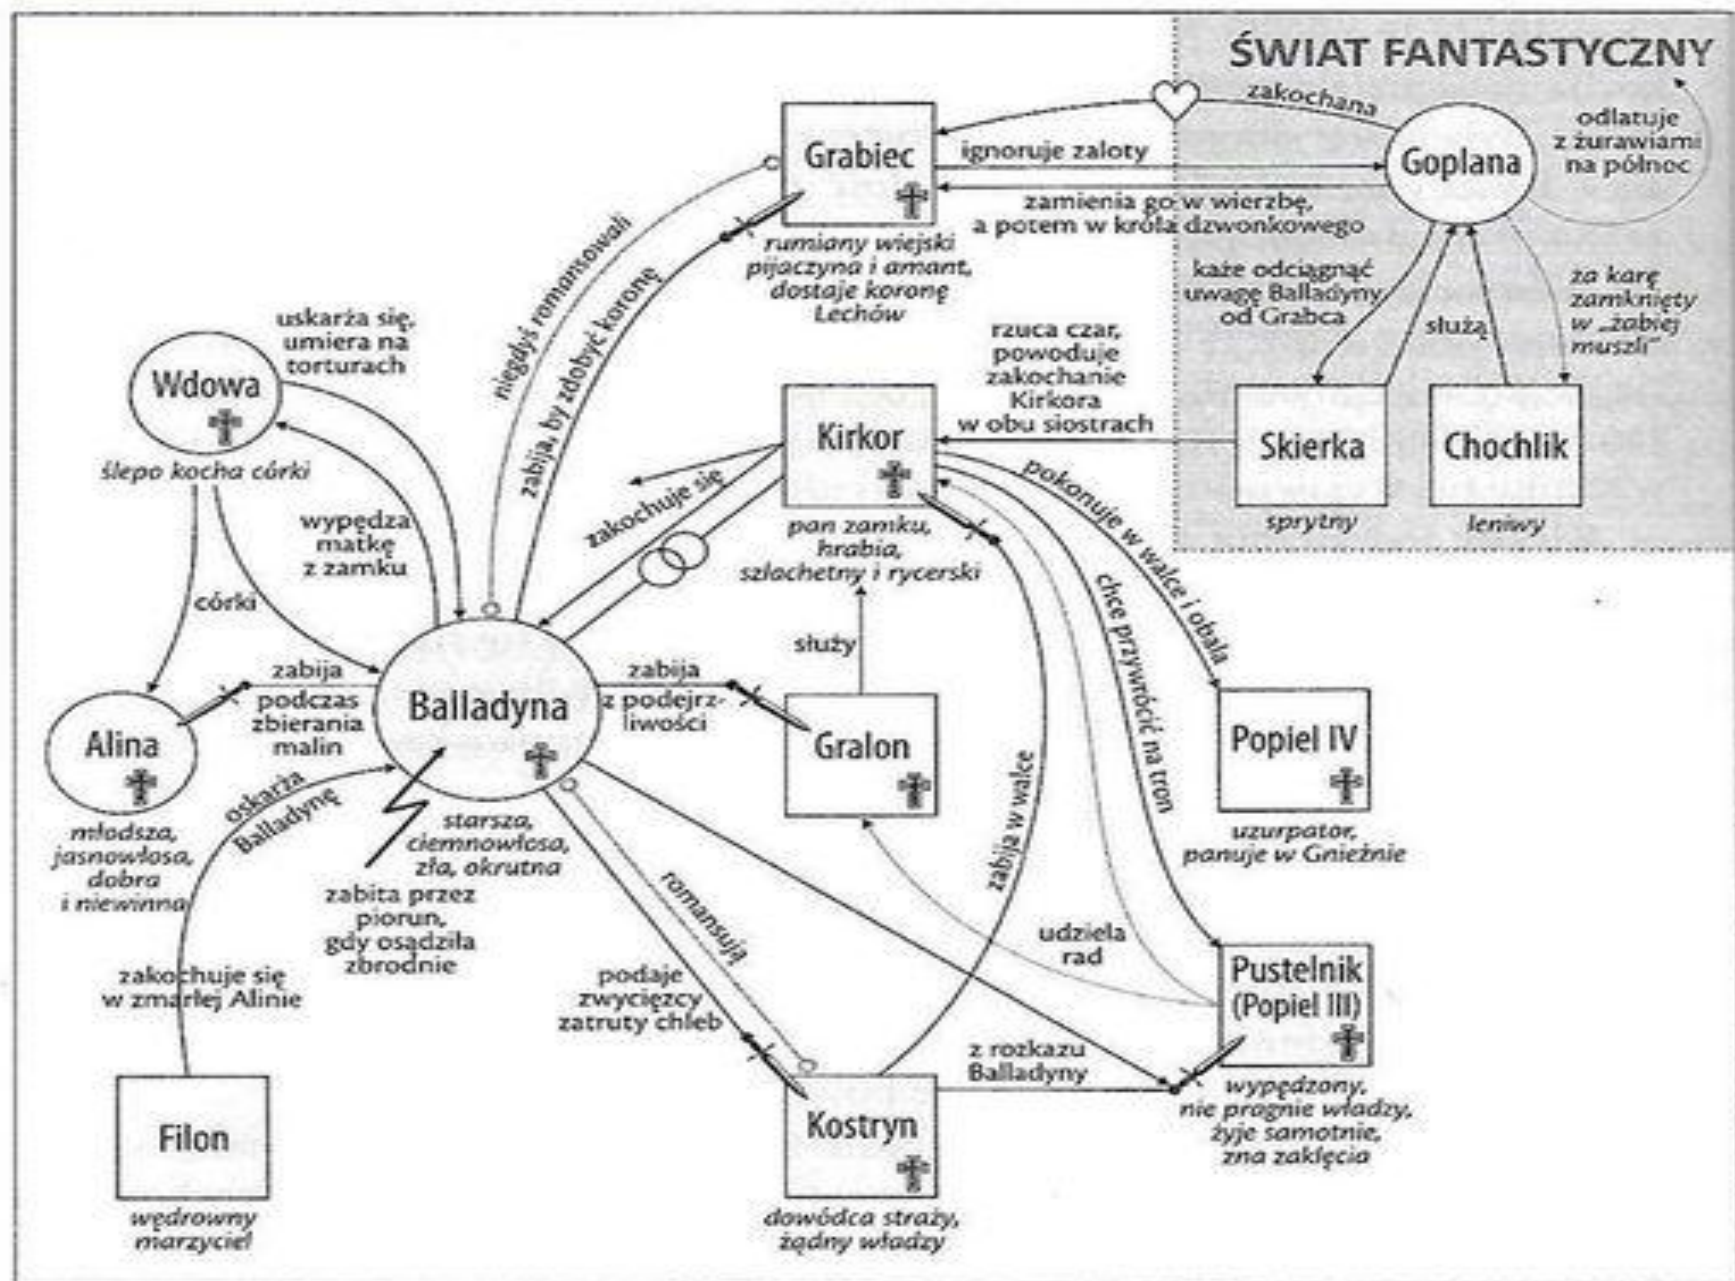 ŚWIAT FANTASTYCZNY
zakochana
Grabiec
ignoruje zaloty
Goplana
odlatuje
z żurawiami
na północ
zamienia go w wierzbę,
a potem w króla dzwonkowego
rumiany wiejski
pijaczyna i amant,
dostaje koronę
Lechów
niegdyś romansowali
zabija, by zdobyć koronę
każe odciągnąć
uwagę Balladyny
od Grabca
służą
za karę
zamknięty
w „żabiej
muszli"
uskarża się,
umiera na
torturach
Wdowa
ślepo kocha córki
rzuca czar,
powoduje
zakochanie
Kirkora
w obu siostrach
Kirkor
Skierka
Chochlik
sprytny
leniwy
zakochuje się
pan zamku,
hrabia,
szlachetny i rycerski
pokonuje w walce i obala
chce przywrócić na tron
wypędza
matkę
z zamku
córki
służy
zabija
podczas
zbierania
malin
Balladyna
zabija
z podejrz-
liwości
Alina
Gralon
Popiel IV
młodsza,
jasnowłosa,
dobra
i niewinna
oskarża
Balladynę
starsza,
ciemnowłosa,
zła, okrutna
zabita przez
piorun,
gdy osądziła
zbrodnie
uzurpator,
panuje w Gnieźnie
zabija w walce
romansują
udziela
rad
zakochuje się
w zmarłej Alinie
podaje
zwycięzcy
zatruty chleb
Pustelnik
(Popiel III)
z rozkazu
Balladyny
wypędzony,
nie pragnie władzy,
żyje samotnie,
zna zaklęcia
Filon
wędrowny
marzyciel
Kostryn
dowódca straży,
żądny władzy